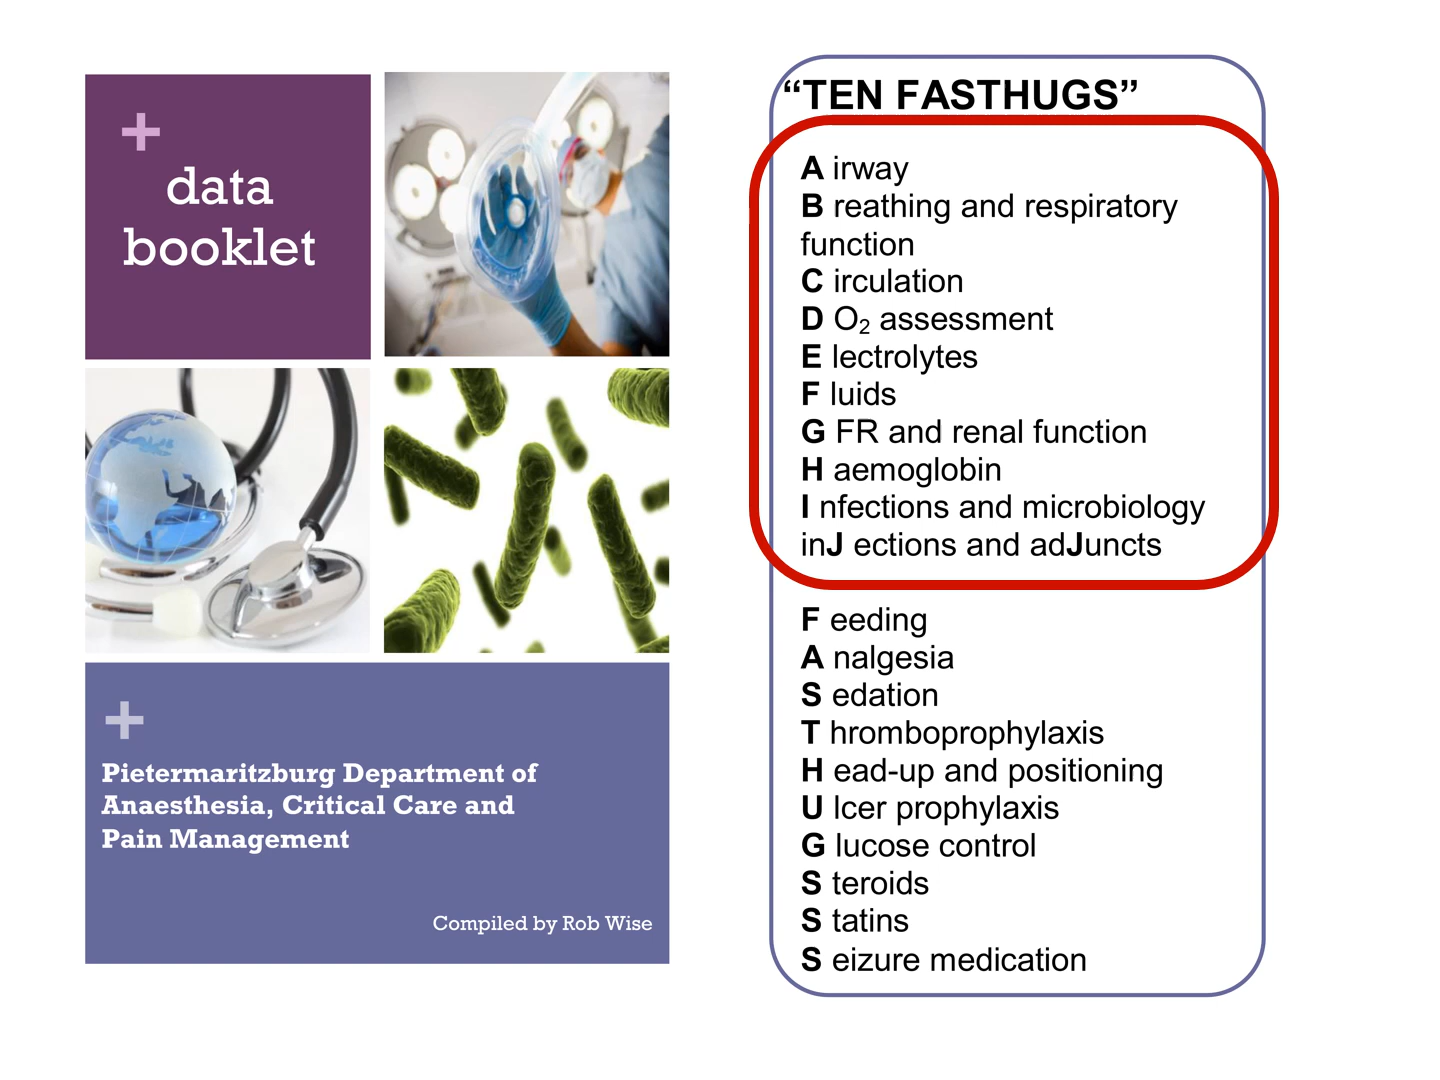 +
data
booklet
+
Pietermaritzburg Department of
Anaesthesia, Critical Care and
Pain Management
Compiled by Rob Wise
“TEN FASTHUGS”
A irway
B reathing and respiratory
function
C irculation
D O₂ assessment
E lectrolytes
F luids
G FR and renal function
H aemoglobin
I nfections and microbiology
inJ ections and adJuncts
F eeding
A nalgesia
S edation
T hromboprophylaxis
H ead-up and positioning
U lcer prophylaxis
G lucose control
S teroids
S tatins
S eizure medication